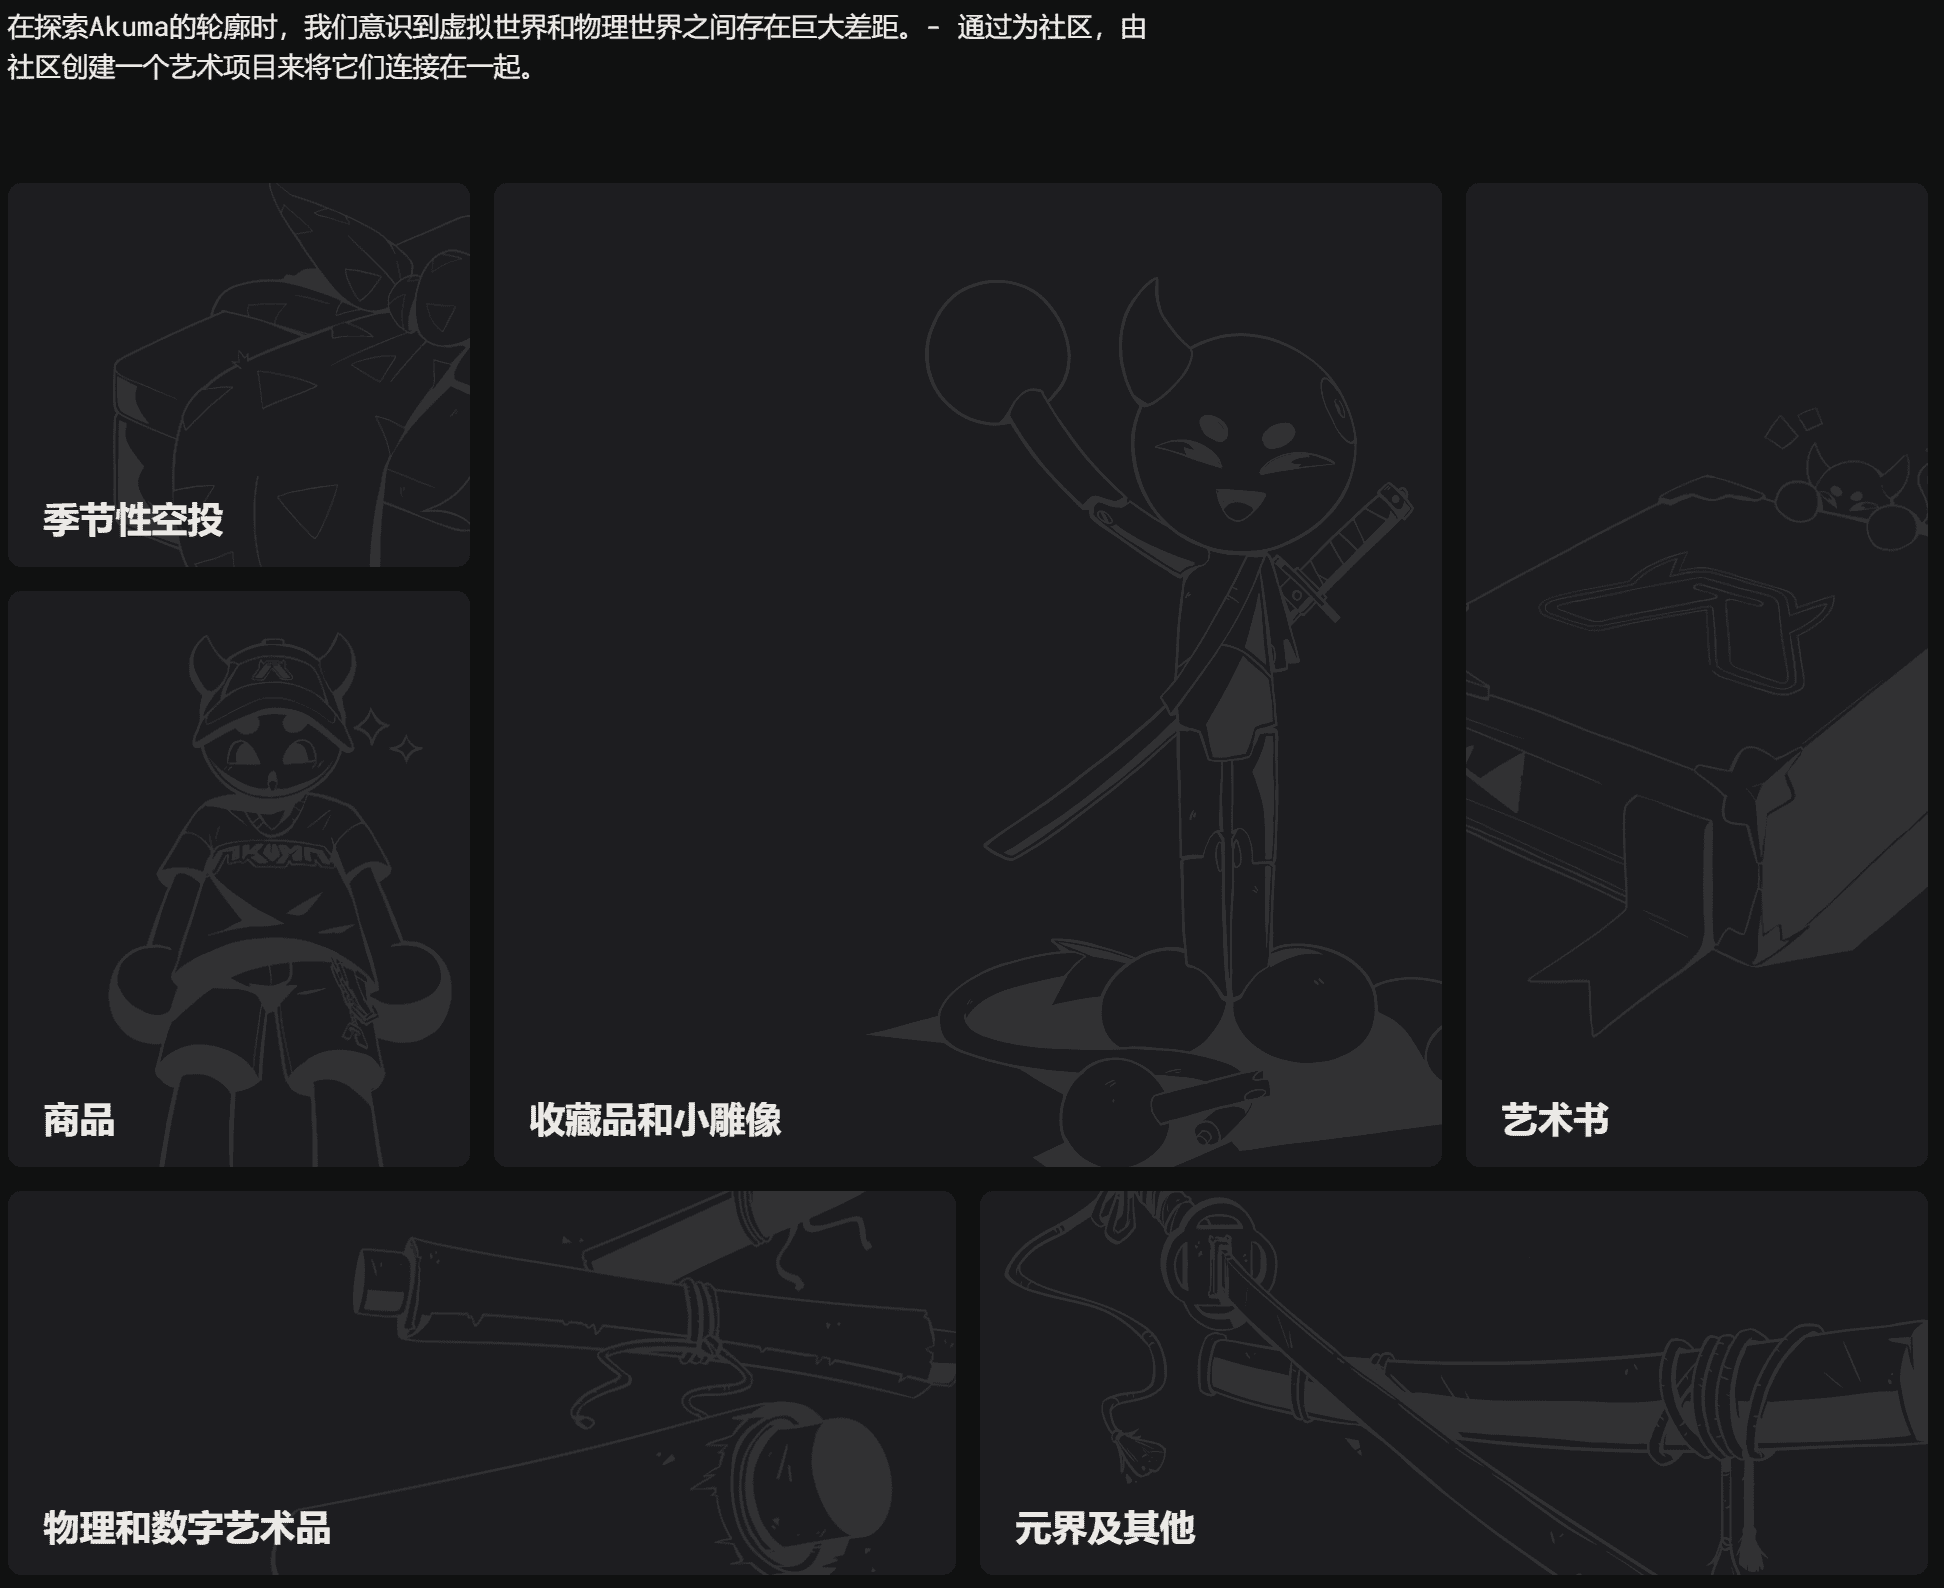 在探索Akuma的轮廓时，我们意识到虚拟世界和物理世界之间存在巨大差距。- 通过为社区，由
社区创建一个艺术项目来将它们连接在一起。
季节性空投
AKUMA
商品
收藏品和小雕像
艺术书
物理和数字艺术品
元界及其他